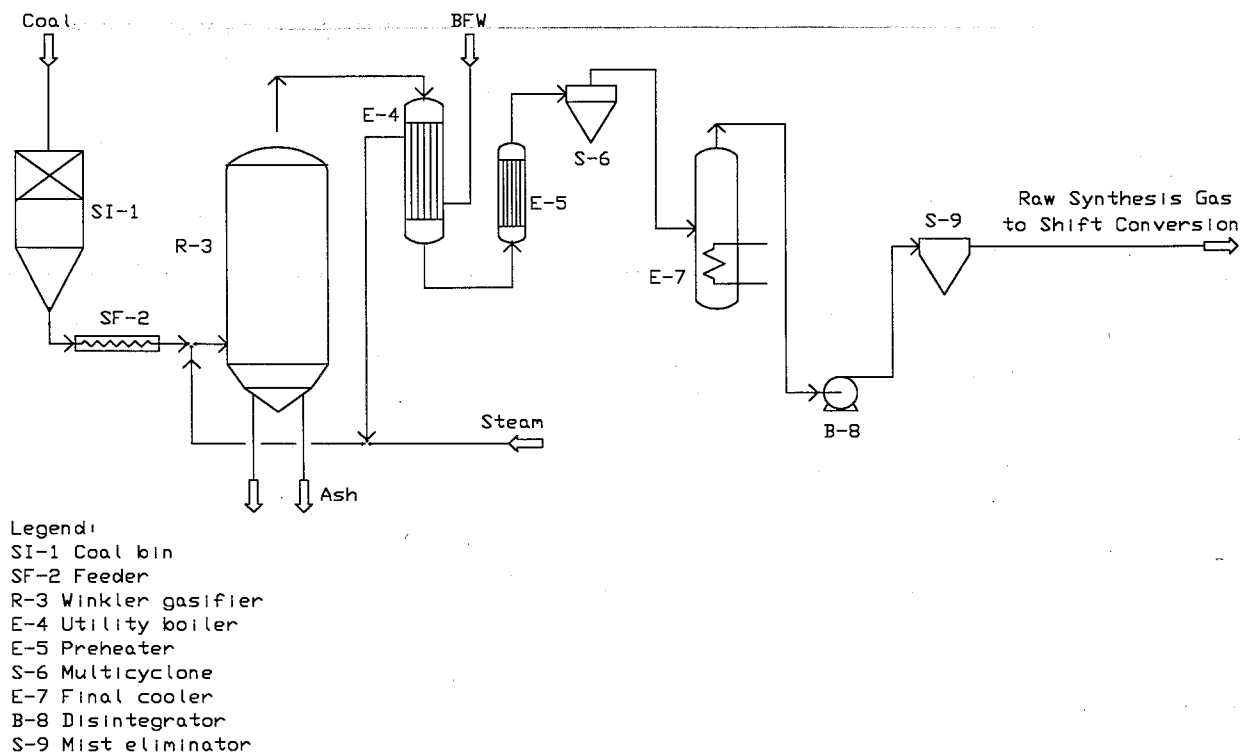 Coal
BFW
E-4
S-6
SI-1
E-5
Raw Synthesis Gas
to Shift Conversion
S-9
R-3
E-7
SF-2
Steam
B-8
Ash
Legend:
SI-1 Coal bin
SF-2 Feeder
R-3 Winkler gasifier
E-4 Utility boiler
E-5 Preheater
S-6 Multicyclone
E-7 Final cooler
B-8 Disintegrator
S-9 Mist eliminator